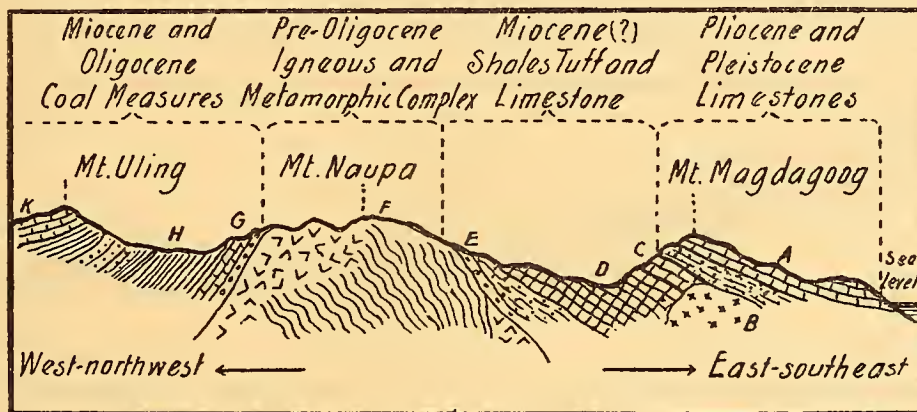 Miocene and
Oligocene
Coal Measures
Pre-Oligocene
Igneous and
Metamorphic Complex
Miocene(?)
Shales Tuff and
Limestone
Pliocene and
Pleistocene
Limestones
Mt. Uling
Mt. Naupa
Mt. Magdagoog
K
H
G
F
E
D
C
A
B
Sea
level
West-northwest
East-southeast